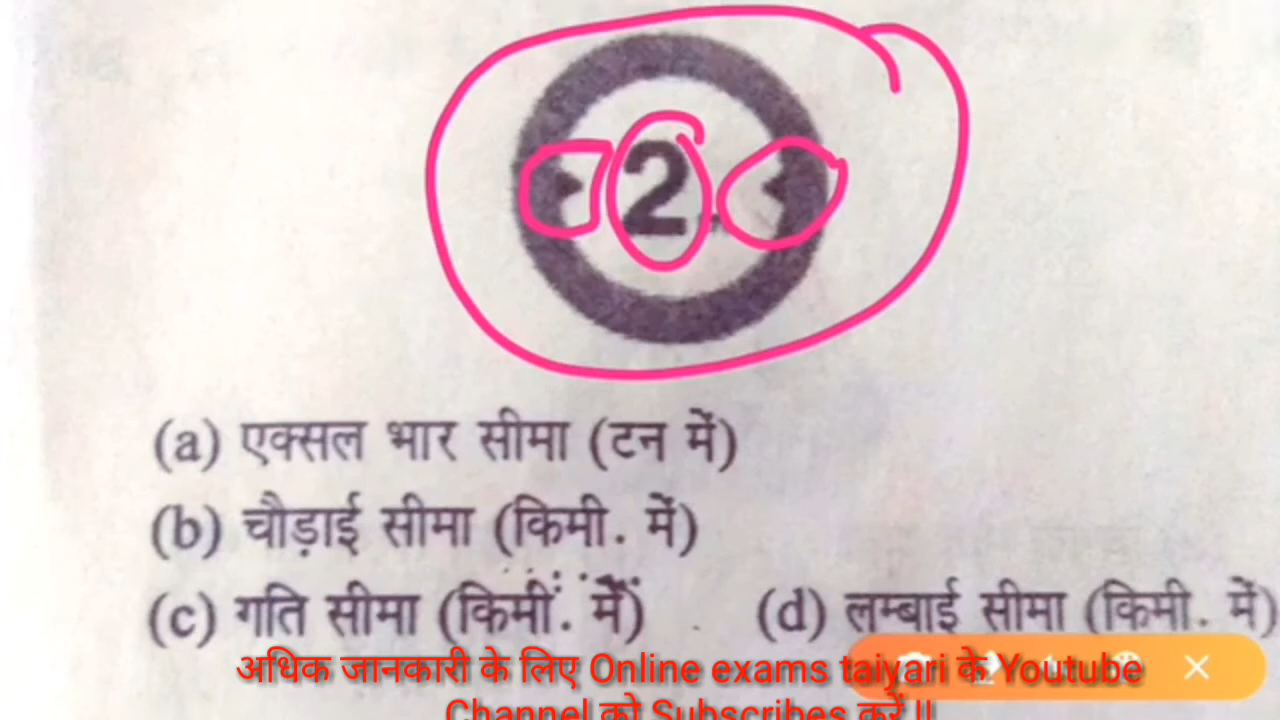 2
(a) एक्सल भार सीमा (टन में)
(b) चौड़ाई सीमा (किमी. में)
(c) गति सीमा (किमी. में) (d) लम्बाई सीमा (किमी. में)
अधिक जानकारी के लिए Online exams taiyari के Youtube
Channel को Subscribes करें !!